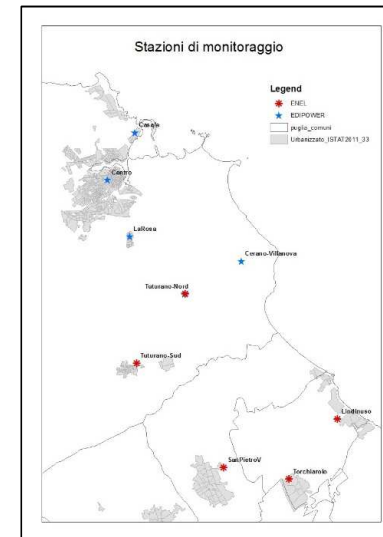 Stazioni di monitoraggio
Legend
ENEL
EDIPOWER
puglia_comuni
Urbanizzato_ISTAT2011_33
Casale
Centro
LaRosa
Cerano-Villanova
Tuturano-Nord
Tuturano-Sud
Lindinuso
SanPietroV
Torchiarolo